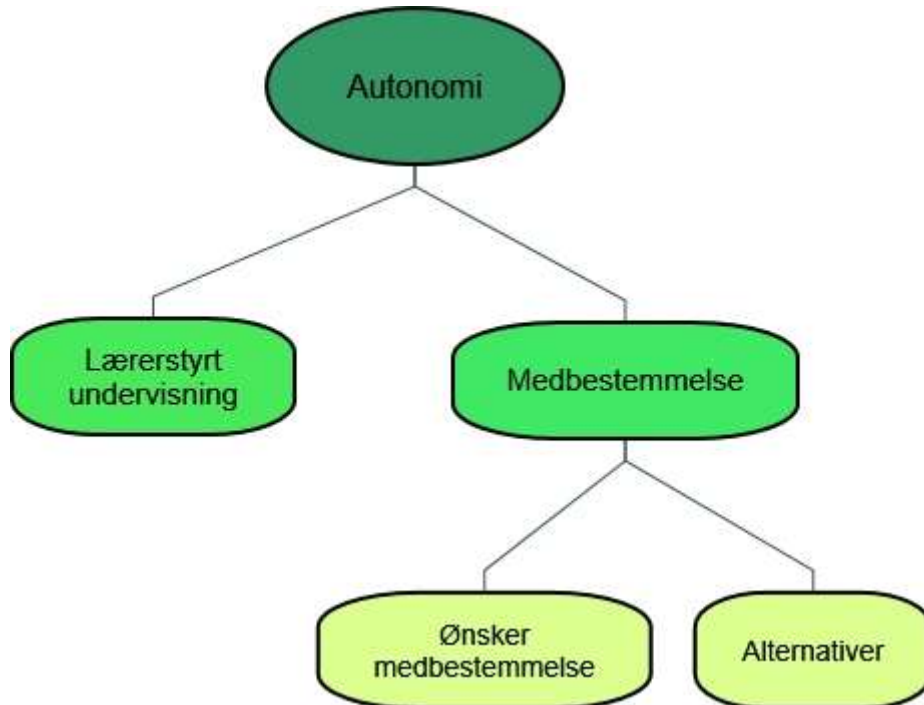 Autonomi
Lærerstyrt
undervisning
Medbestemmelse
Ønsker
medbestemmelse
Alternativer